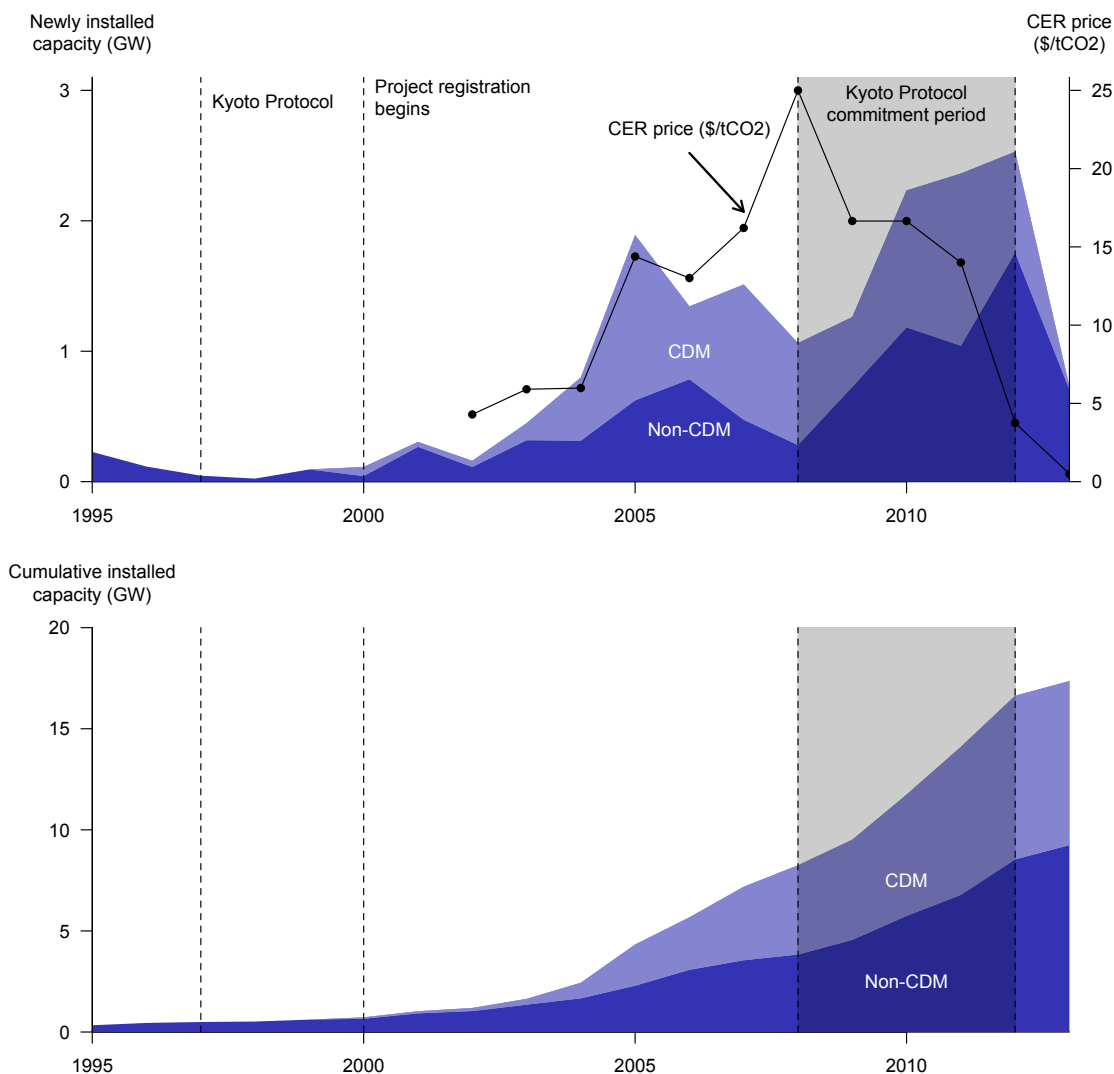 Newly installed
capacity (GW)
CER price
($/tCO2)
3
2
1
0
Kyoto Protocol
Project registration
begins
CER price ($/tCO2)
Kyoto Protocol
commitment period
CDM
Non-CDM
25
20
15
10
5
0
1995
2000
2005
2010
Cumulative installed
capacity (GW)
20
15
10
5
0
CDM
Non-CDM
1995
2000
2005
2010